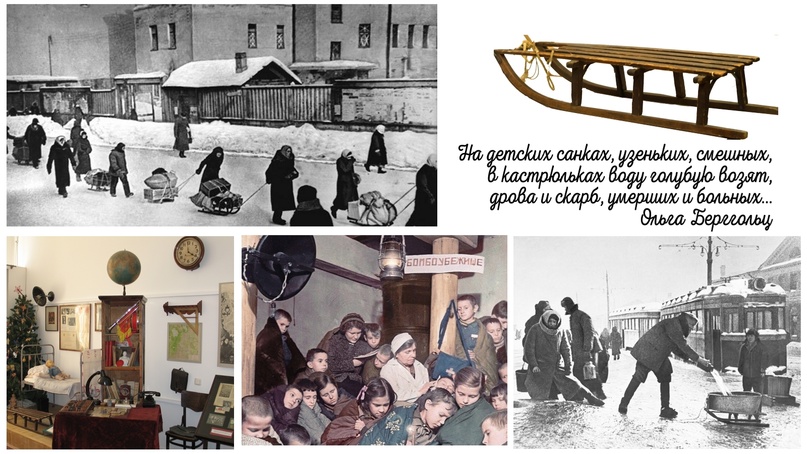 На детских санках, узеньких, смешных,
в кастрюльках воду голубую возят,
дрова и скарб, умерших и больных...
Ольга Берггольц
БОМБОУБЕЖИЩЕ